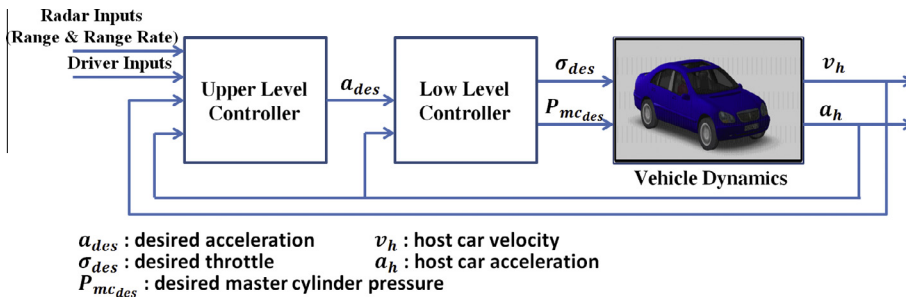 Radar Inputs
(Range & Range Rate)
Driver Inputs
Upper Level
Controller
a_des
Low Level
Controller
σ_des
P_mc_des
v_h
a_h
Vehicle Dynamics
a_des : desired acceleration
v_h : host car velocity
σ_des : desired throttle
a_h : host car acceleration
P_mc_des : desired master cylinder pressure